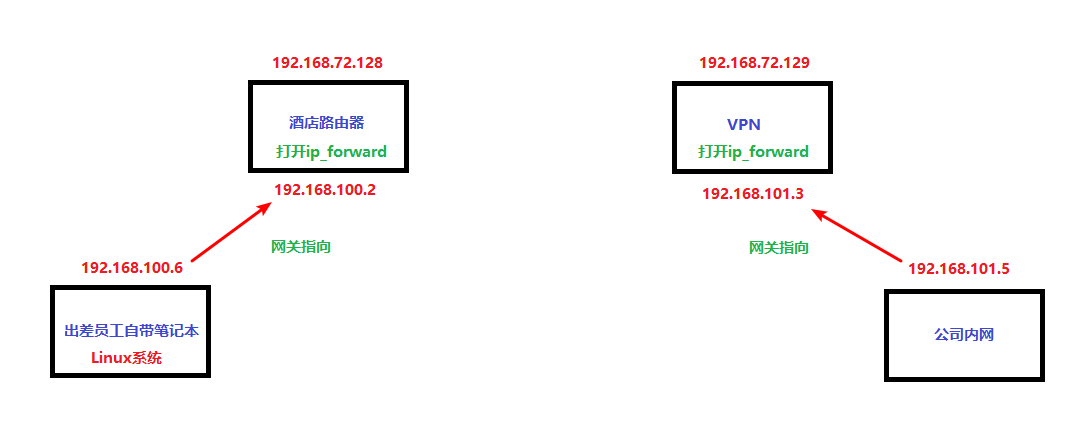 192.168.72.128
酒店路由器
打开ip_forward
192.168.100.2
网关指向
192.168.100.6
出差员工自带笔记本
Linux系统
192.168.72.129
VPN
打开ip_forward
192.168.101.3
网关指向
192.168.101.5
公司内网